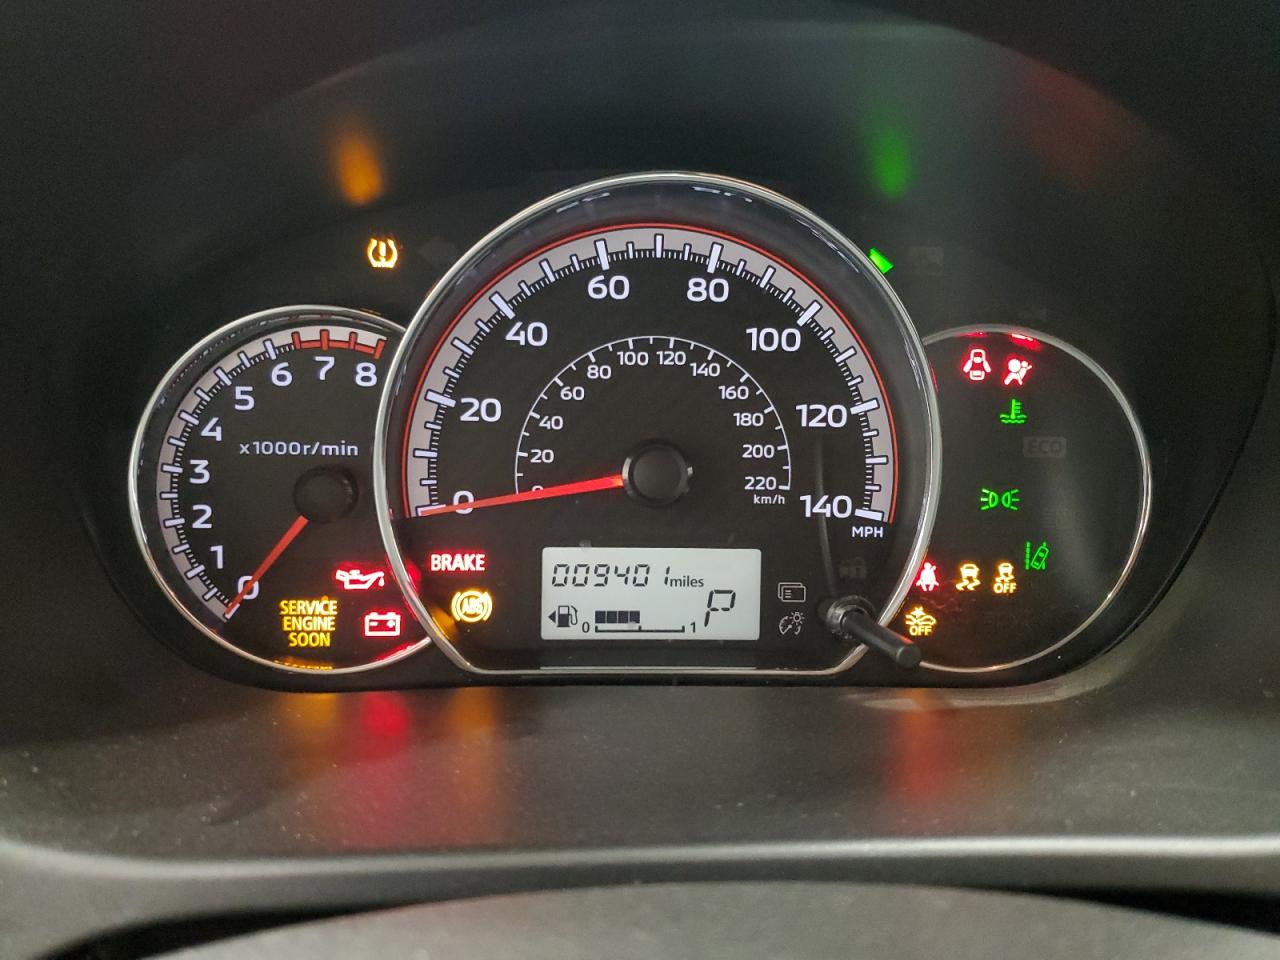 60 80
40 100
20 120
0 140
MPH
100 120
80 140
60 160
40 180
20 200
0 220
km/h
8
7
6
5
4
3
2
1
0
x1000r/min
SERVICE
ENGINE
SOON
BRAKE
ABS
009401 miles
P
0 1
ECO
OFF
OFF